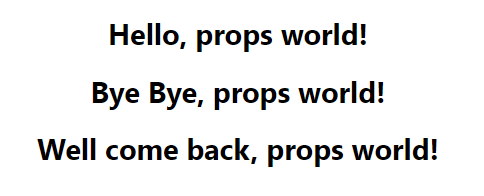 Hello, props world!
Bye Bye, props world!
Well come back, props world!